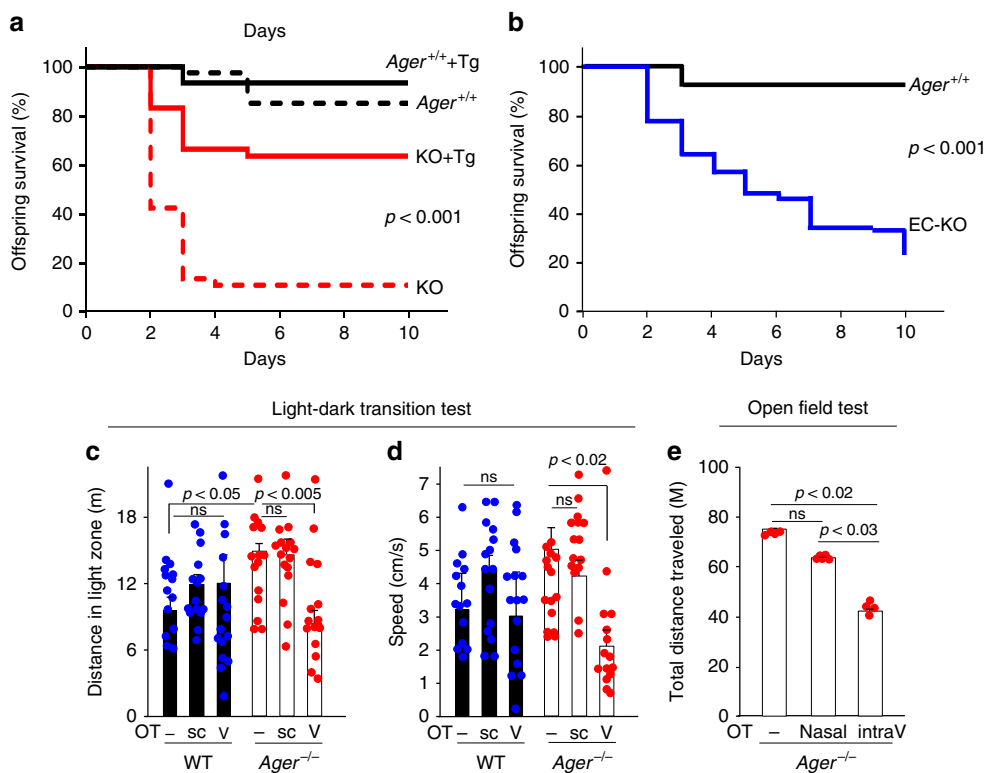 a
Days
Offspring survival (%)
100
80
60
40
20
0
Ager+/++Tg
Ager+/+
KO+Tg
p < 0.001
KO
0 2 4 6 8 10
Days
b
Offspring survival (%)
100
80
60
40
20
0
Ager+/+
p < 0.001
EC-KO
0 2 4 6 8 10
Days
Light-dark transition test
c
Distance in light zone (m)
18
12
6
0
p < 0.05
p < 0.005
ns
ns
OT – sc V – sc V
WT
Ager−/−
d
Speed (cm/s)
7
6
5
4
3
2
1
0
p < 0.02
ns
ns
OT – sc V – sc V
WT
Ager−/−
Open field test
e
Total distance traveled (M)
100
80
60
40
20
0
p < 0.02
ns
p < 0.03
OT – Nasal intraV
Ager−/−